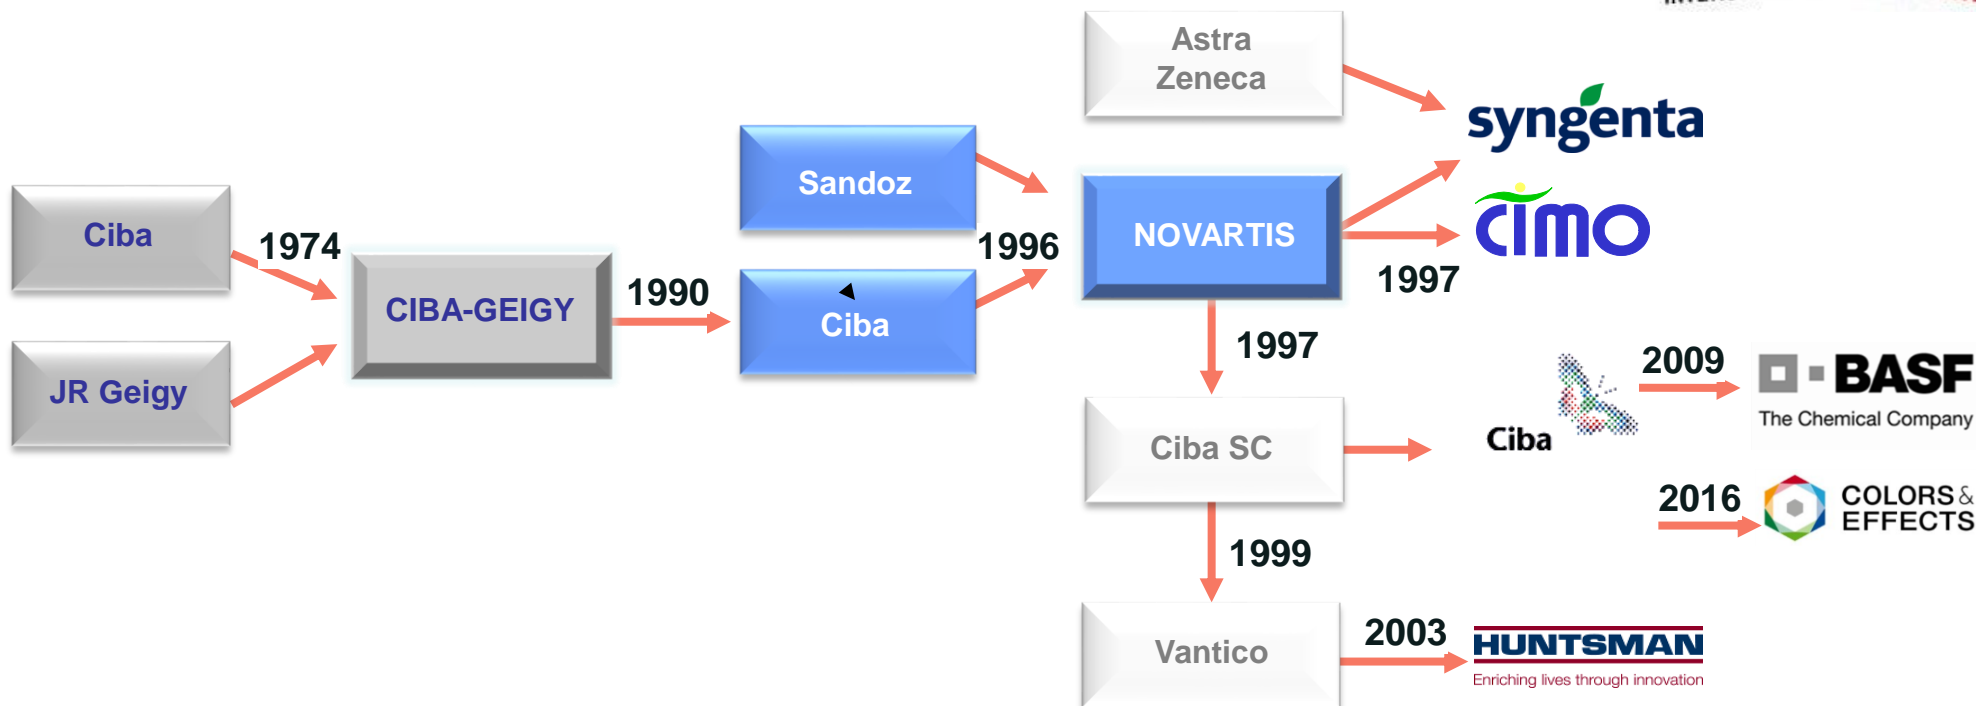 Astra
Zeneca
syngenta
Sandoz
Ciba
1974
1996
NOVARTIS
cimo
CIBA-GEIGY
1990
Ciba
1997
1997
JR Geigy
2009
BASF
The Chemical Company
Ciba
Ciba SC
2016
COLORS &
EFFECTS
1999
Vantico
2003
HUNTSMAN
Enriching lives through innovation